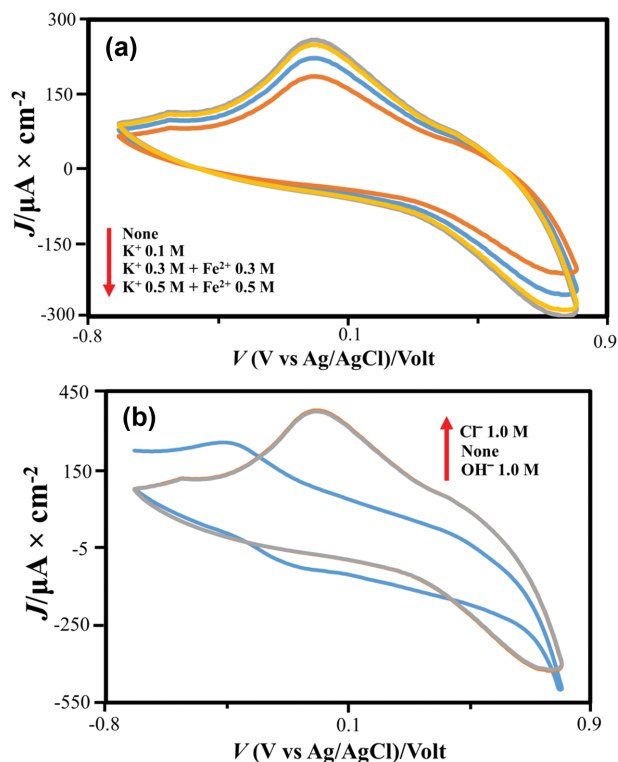 (a)
300
150
0
-150
-300
J/μA × cm⁻²
None
K⁺ 0.1 M
K⁺ 0.3 M + Fe²⁺ 0.3 M
K⁺ 0.5 M + Fe²⁺ 0.5 M
-0.8 0.1 0.9
V (V vs Ag/AgCl)/Volt
(b)
450
150
-5
-250
-550
J/μA × cm⁻²
Cl⁻ 1.0 M
None
OH⁻ 1.0 M
-0.8 0.1 0.9
V (V vs Ag/AgCl)/Volt